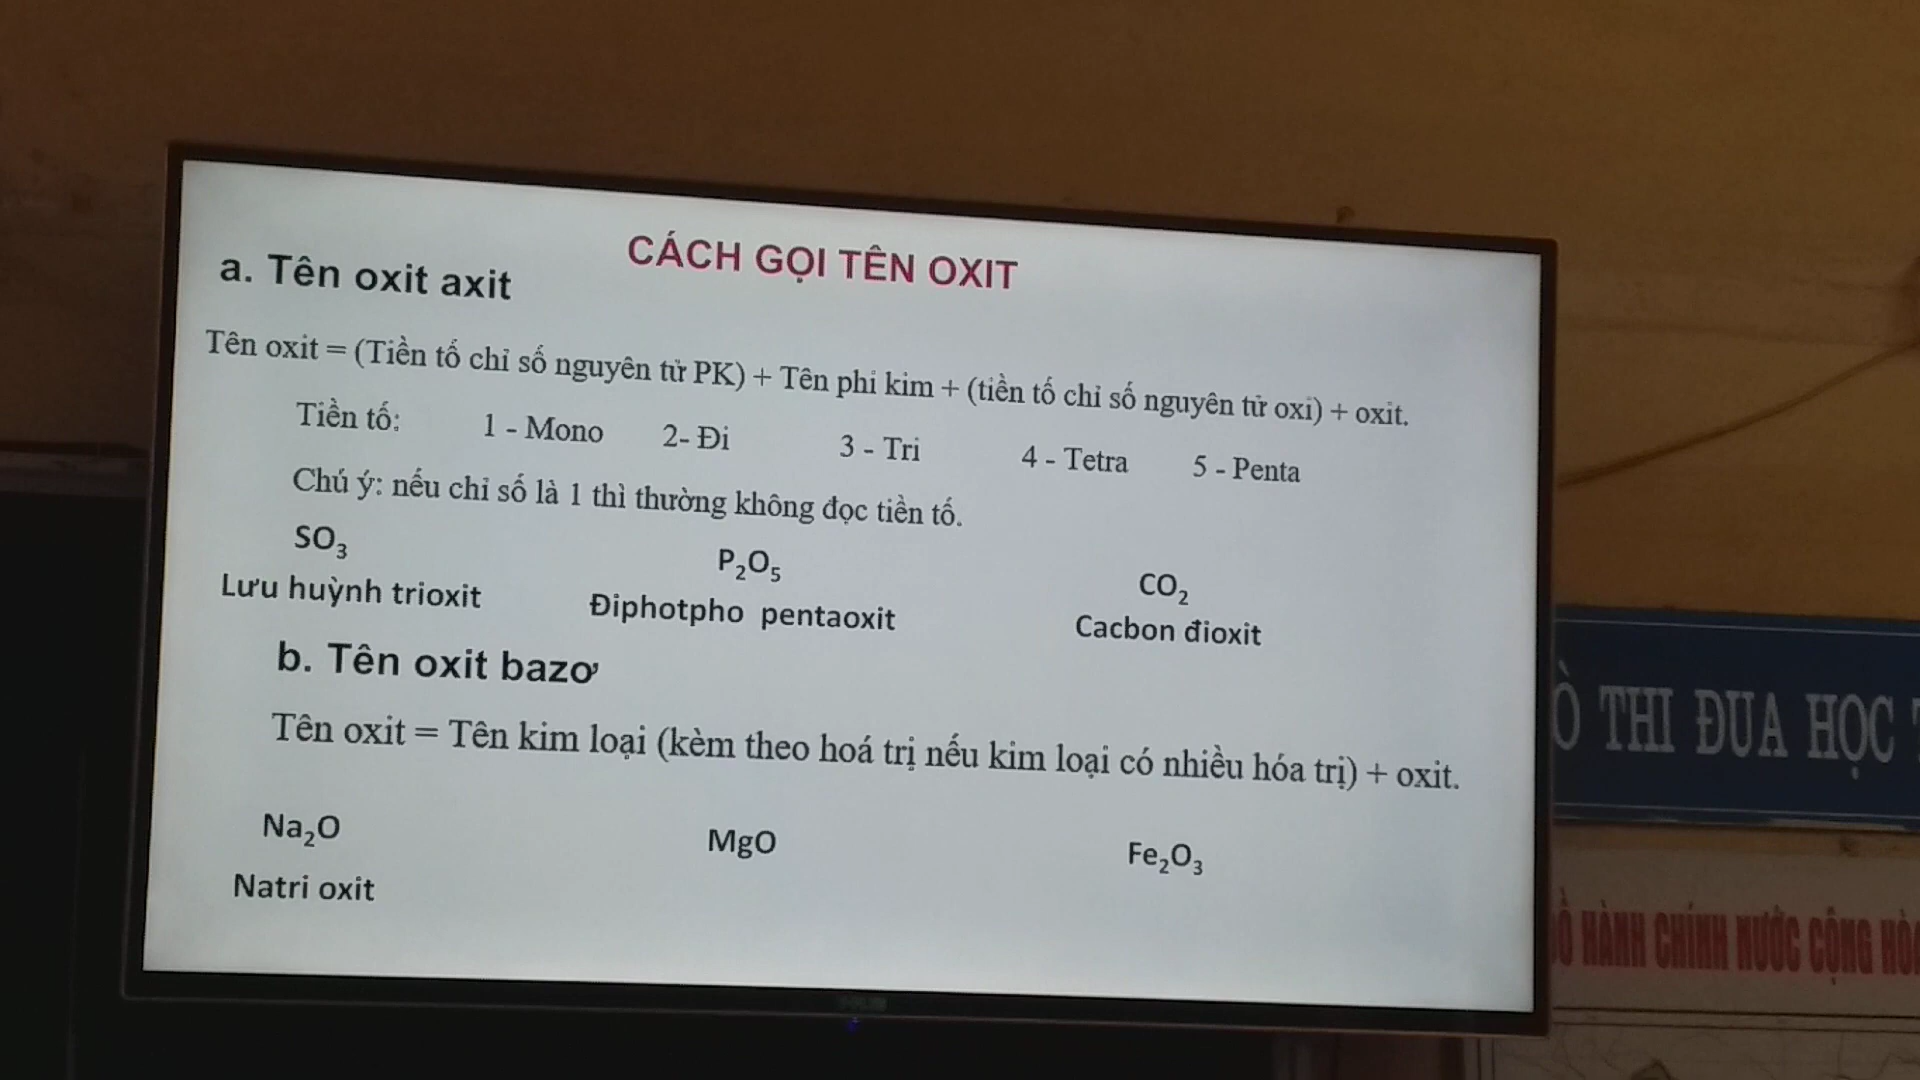 CÁCH GỌI TÊN OXIT
a. Tên oxit axit
Tên oxit = (Tiền tố chỉ số nguyên tử PK) + Tên phi kim + (tiền tố chỉ số nguyên tử oxi) + oxit.
Tiền tố: 1 - Mono 2- Đi 3 - Tri 4 - Tetra 5 - Penta
Chú ý: nếu chỉ số là 1 thì thường không đọc tiền tố.
SO₃ P₂O₅ CO₂
Lưu huỳnh trioxit Điphotpho pentaoxit Cacbon đioxit
b. Tên oxit bazơ
Tên oxit = Tên kim loại (kèm theo hoá trị nếu kim loại có nhiều hóa trị) + oxit.
Na₂O MgO Fe₂O₃
Natri oxit
THI ĐUA HỌC
HÀNH CHÍNH NƯỚC CỘNG